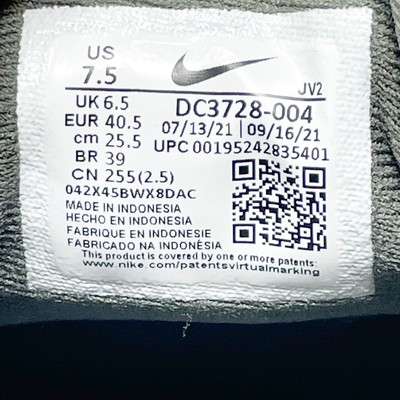 US
7.5
JV2
UK 6.5
EUR 40.5
cm 25.5
BR 39
CN 255(2.5)
DC3728-004
07/13/21 | 09/16/21
UPC 00195242835401
042X45BWX8DAC
MADE IN INDONESIA
HECHO EN INDONESIA
FABRIQUE EN INDONESIE
FABRICADO NA INDONÉSIA
This product is covered by one or more patents:
www.nike.com/patentsvirtualmarking